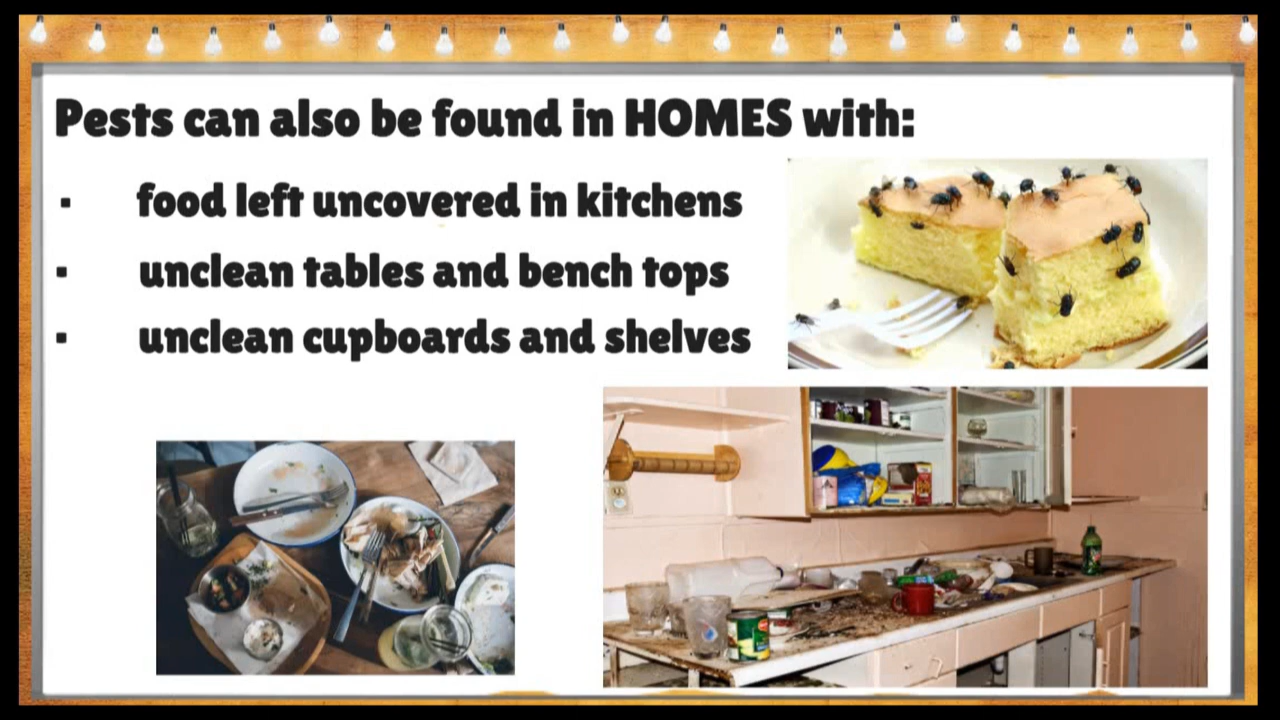 Pests can also be found in HOMES with:
▪ food left uncovered in kitchens
▪ unclean tables and bench tops
▪ unclean cupboards and shelves